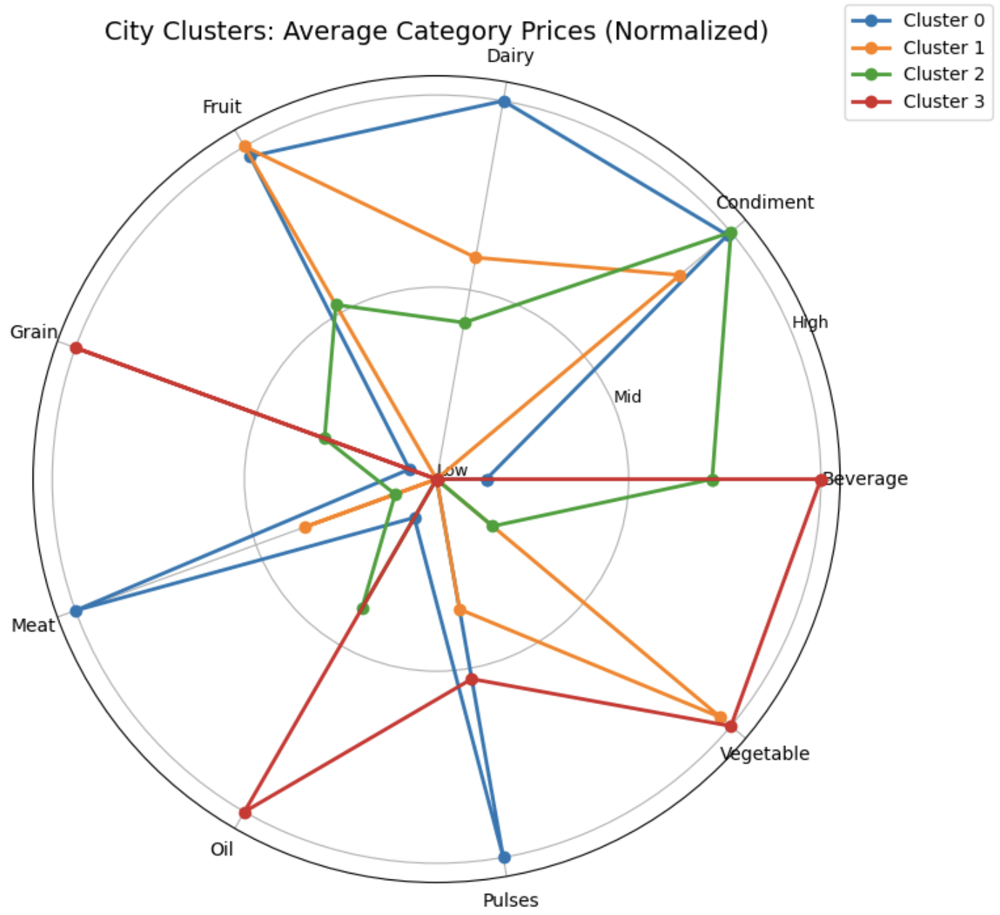 City Clusters: Average Category Prices (Normalized)
Cluster 0
Cluster 1
Cluster 2
Cluster 3
Dairy
Fruit
Condiment
High
Grain
Mid
Low
Beverage
Meat
Vegetable
Oil
Pulses